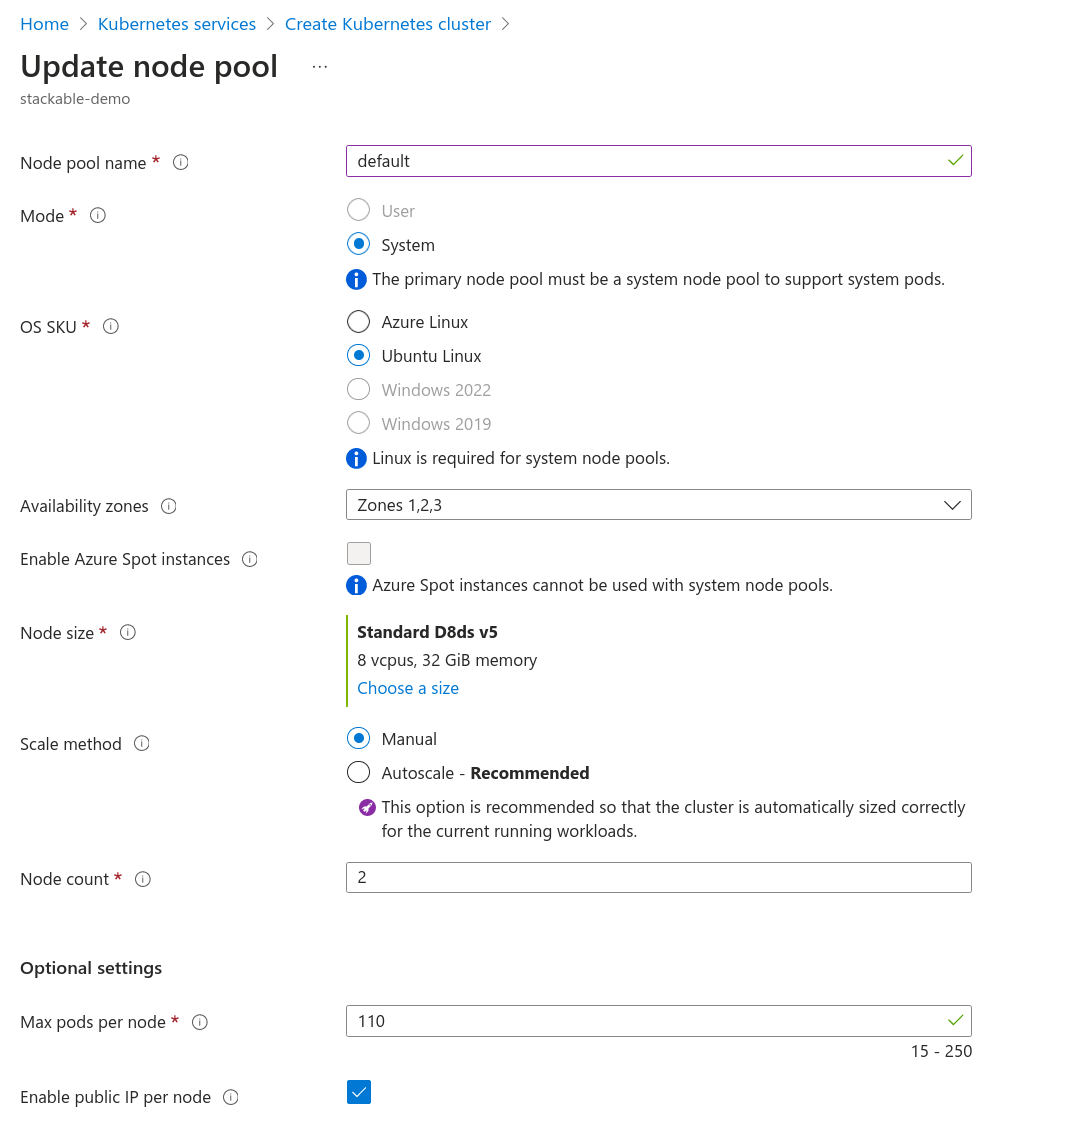 Home > Kubernetes services > Create Kubernetes cluster >
Update node pool ...
stackable-demo
Node pool name *
default
Mode *
User
System
The primary node pool must be a system node pool to support system pods.
OS SKU *
Azure Linux
Ubuntu Linux
Windows 2022
Windows 2019
Linux is required for system node pools.
Availability zones
Zones 1,2,3
Enable Azure Spot instances
Azure Spot instances cannot be used with system node pools.
Node size *
Standard D8ds v5
8 vcpus, 32 GiB memory
Choose a size
Scale method
Manual
Autoscale - Recommended
This option is recommended so that the cluster is automatically sized correctly
for the current running workloads.
Node count *
2
Optional settings
Max pods per node *
110
15 - 250
Enable public IP per node